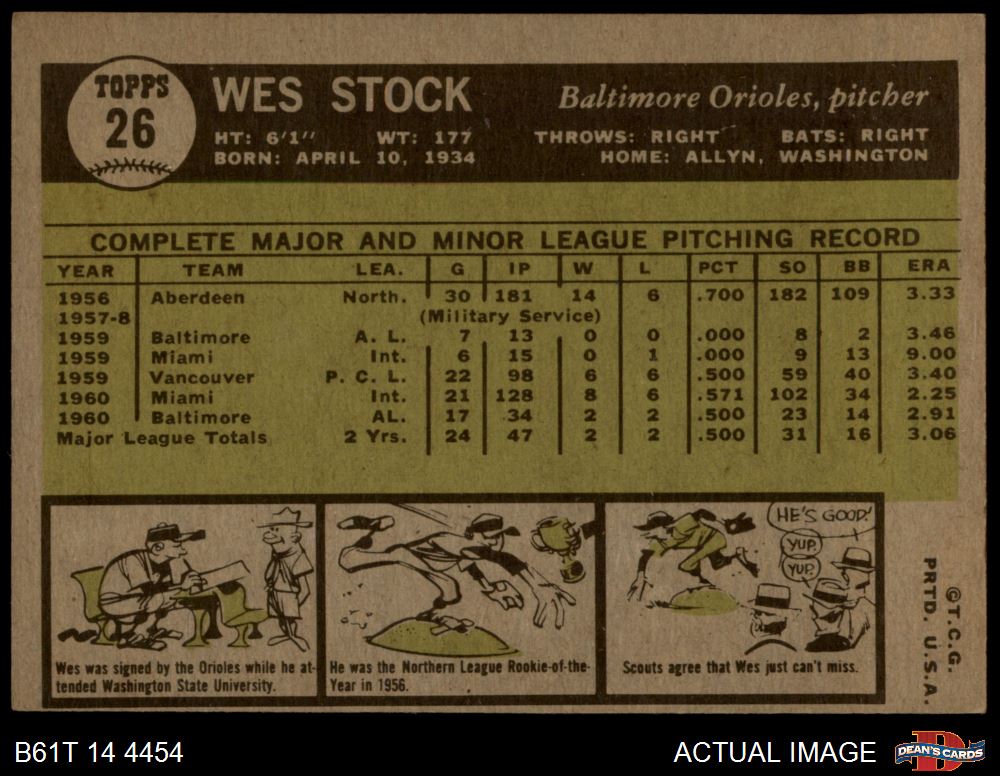 TOPPS
26
WES STOCK
Baltimore Orioles, pitcher
HT: 6'1" WT: 177 THROWS: RIGHT BATS: RIGHT
BORN: APRIL 10, 1934 HOME: ALLYN, WASHINGTON
COMPLETE MAJOR AND MINOR LEAGUE PITCHING RECORD
YEAR TEAM LEA. G IP W L PCT SO BB ERA
1956 Aberdeen North. 30 181 14 6 .700 182 109 3.33
1957-8 (Military Service)
1959 Baltimore A. L. 7 13 0 0 .000 8 2 3.46
1959 Miami Int. 6 15 0 1 .000 9 13 9.00
1959 Vancouver P. C. L. 22 98 6 6 .500 59 40 3.40
1960 Miami Int. 21 128 8 6 .571 102 34 2.25
1960 Baltimore AL. 17 34 2 2 .500 23 14 2.91
Major League Totals 2 Yrs. 24 47 2 2 .500 31 16 3.06
Wes was signed by the Orioles while he at-
tended Washington State University.
He was the Northern League Rookie-of-the-
Year in 1956.
HE'S GOOD!
YUP.
YUP.
Scouts agree that Wes just can't miss.
©T.C.G.
PRTD. U.S.A.
B61T 14 4454
ACTUAL IMAGE
D
DEAN'S CARDS